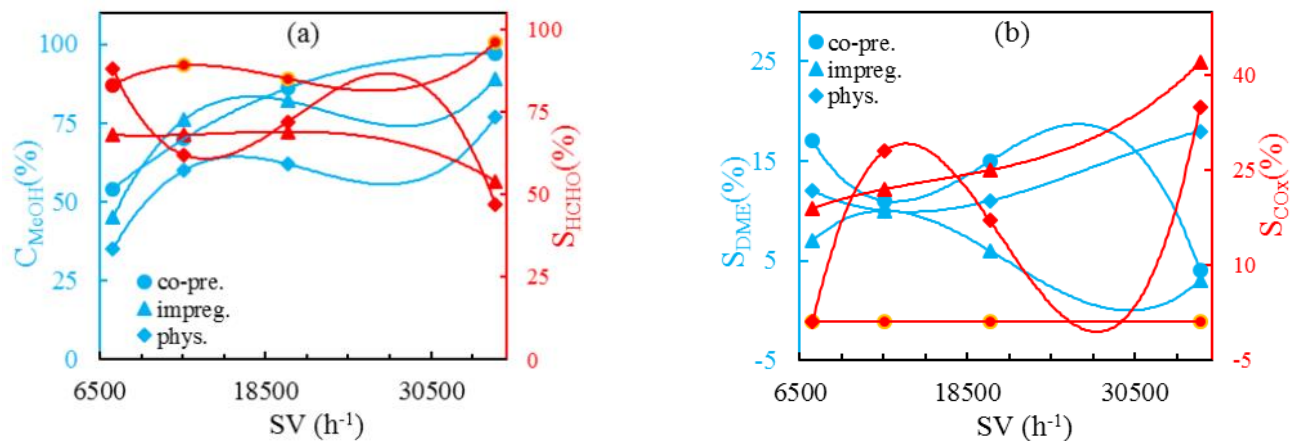 (a)
100
75
50
25
0
C_MeOH(%)
100
75
50
25
0
S_HCHO(%)
co-pre.
impreg.
phys.
6500 18500 30500
SV (h⁻¹)
(b)
25
15
5
-5
S_DME(%)
40
25
10
-5
S_COx(%)
co-pre.
impreg.
phys.
6500 18500 30500
SV (h⁻¹)